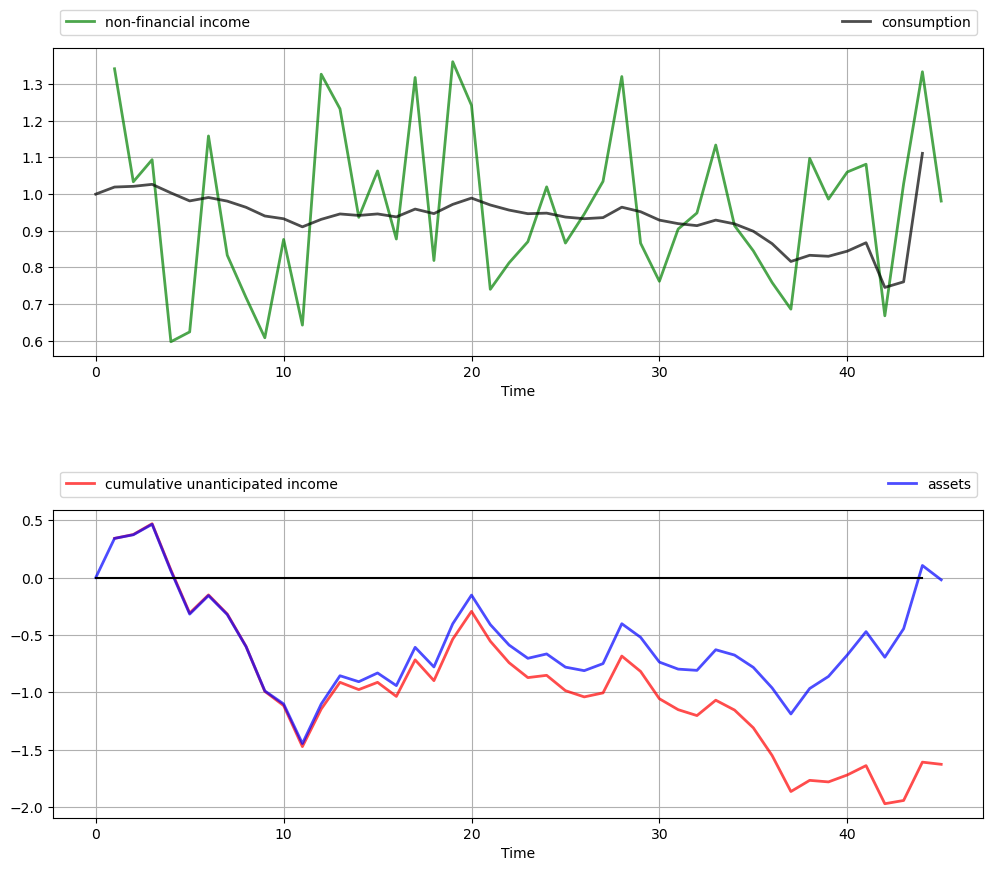 non-financial income consumption
1.3
1.2
1.1
1.0
0.9
0.8
0.7
0.6
0 10 20 30 40
Time
cumulative unanticipated income assets
0.5
0.0
−0.5
−1.0
−1.5
−2.0
0 10 20 30 40
Time